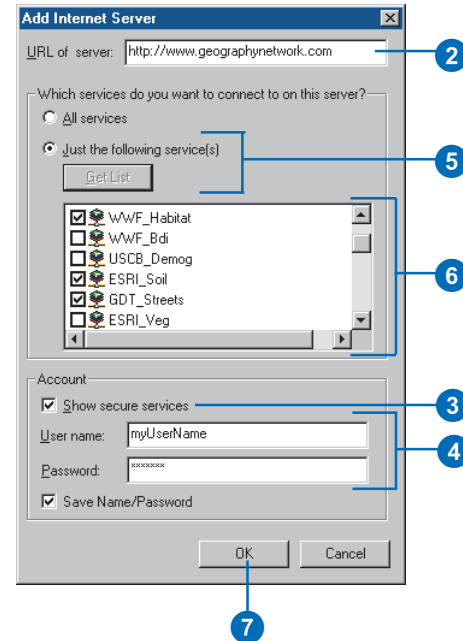 Add Internet Server
URL of server: http://www.geographynetwork.com
2
Which services do you want to connect to on this server?
All services
Just the following service(s)
5
Get List
WWF_Habitat
WWF_Bdi
USCB_Demog
6
ESRI_Soil
GDT_Streets
ESRI_Veg
Account
Show secure services
3
User name: myUserName
4
Password: xxxxxxx
Save Name/Password
OK Cancel
7